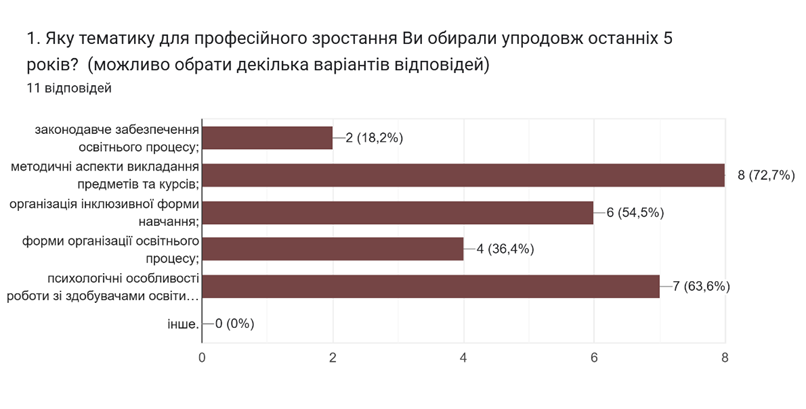 1. Яку тематику для професійного зростання Ви обирали упродовж останніх 5
років?  (можливо обрати декілька варіантів відповідей)
11 відповідей
законодавче забезпечення
освітнього процесу;
2 (18,2%)
методичні аспекти викладання
предметів та курсів;
8 (72,7%)
організація інклюзивної форми
навчання;
6 (54,5%)
форми організації освітнього
процесу;
4 (36,4%)
психологічні особливості
роботи зі здобувачами освіти…
7 (63,6%)
інше.
0 (0%)
0 2 4 6 8